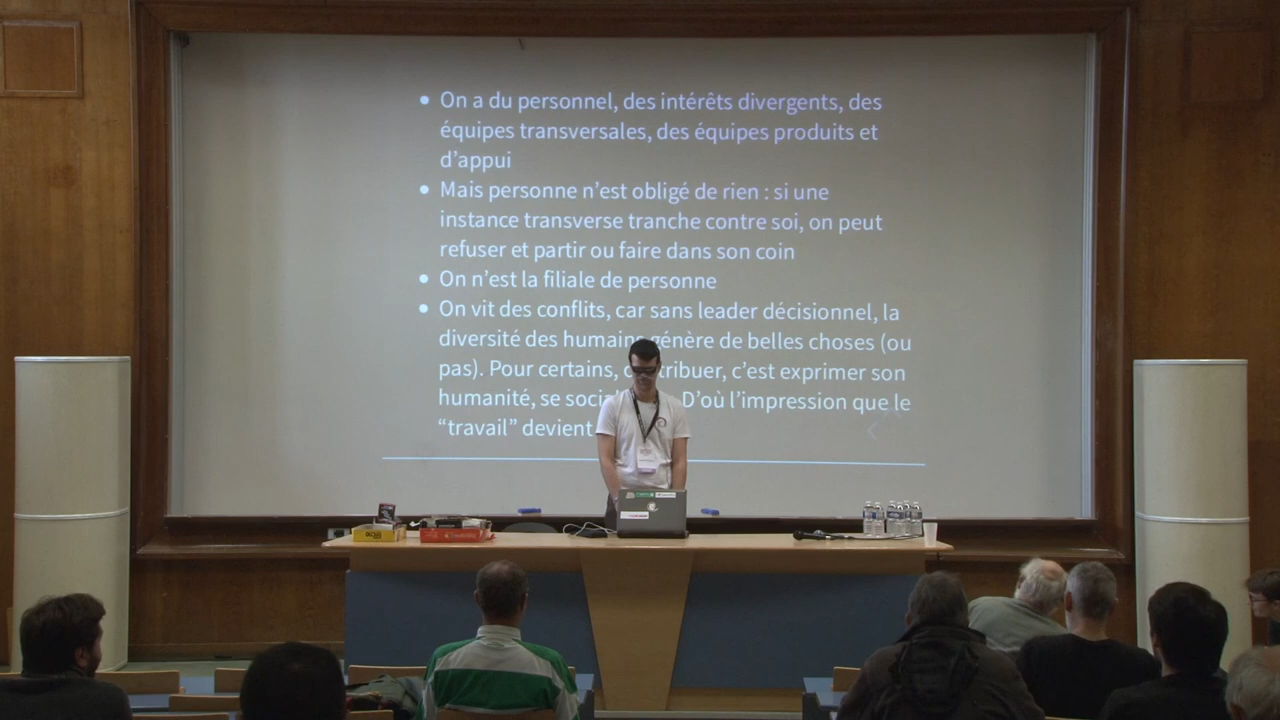 • On a du personnel, des intérêts divergents, des
équipes transversales, des équipes produits et
d’appui
• Mais personne n’est obligé de rien : si une
instance transverse tranche contre soi, on peut
refuser et partir ou faire dans son coin
• On n’est la filiale de personne
• On vit des conflits, car sans leader décisionnel, la
diversité des humains génère de belles choses (ou
pas). Pour certains, contribuer, c’est exprimer son
humanité, se D’où l’impression que le
“travail” devient